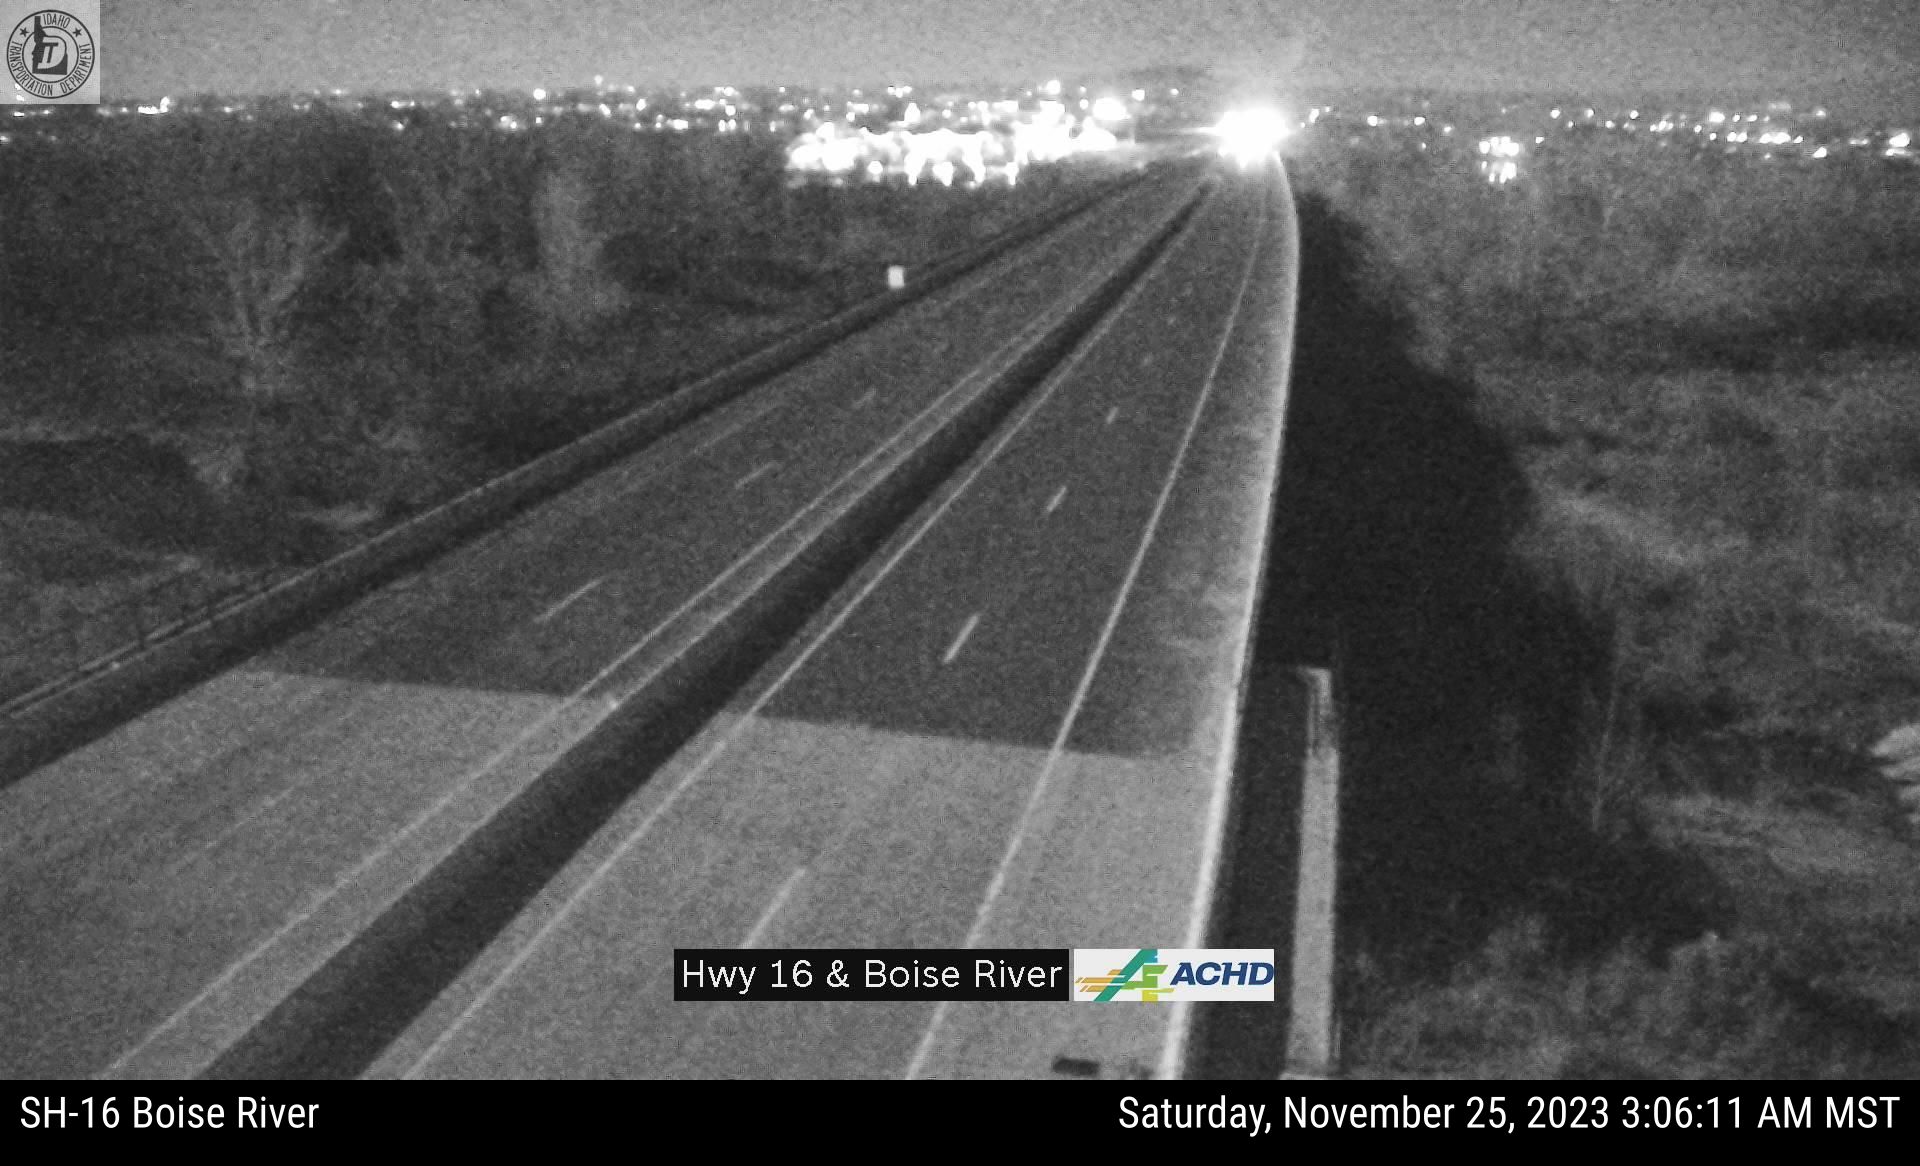 IDAHO
TRANSPORTATION DEPARTMENT
Hwy 16 & Boise River ACHD
SH-16 Boise River
Saturday, November 25, 2023 3:06:11 AM MST